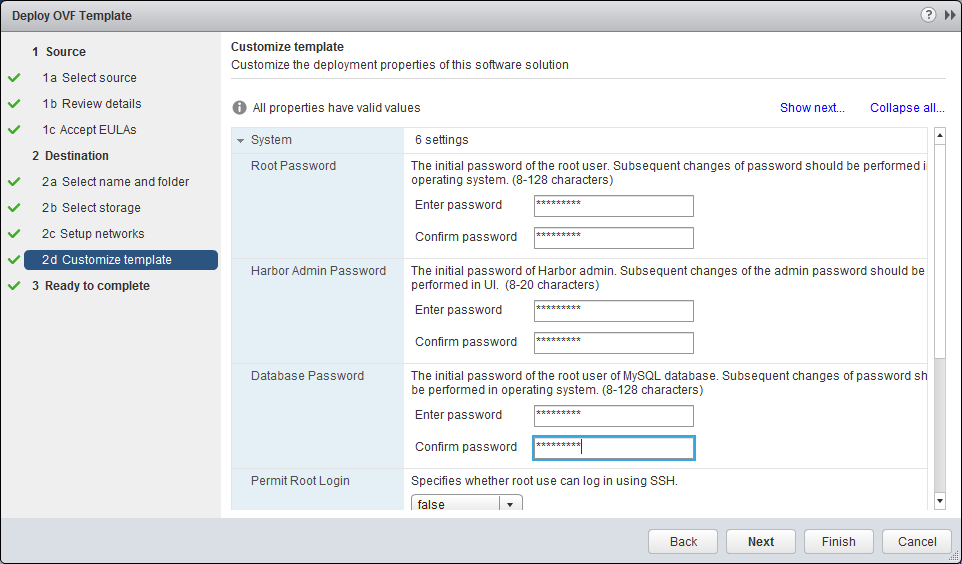 Deploy OVF Template
?
1 Source
1a Select source
1b Review details
1c Accept EULAs
2 Destination
2a Select name and folder
2b Select storage
2c Setup networks
2d Customize template
3 Ready to complete
Customize template
Customize the deployment properties of this software solution
All properties have valid values
Show next...
Collapse all...
System
6 settings
Root Password
The initial password of the root user. Subsequent changes of password should be performed i
operating system. (8-128 characters)
Enter password
*********
Confirm password
*********
Harbor Admin Password
The initial password of Harbor admin. Subsequent changes of the admin password should be
performed in UI. (8-20 characters)
Enter password
*********
Confirm password
*********
Database Password
The initial password of the root user of MySQL database. Subsequent changes of password sh
be performed in operating system. (8-128 characters)
Enter password
*********
Confirm password
*********
Permit Root Login
Specifies whether root use can log in using SSH.
false
Back
Next
Finish
Cancel